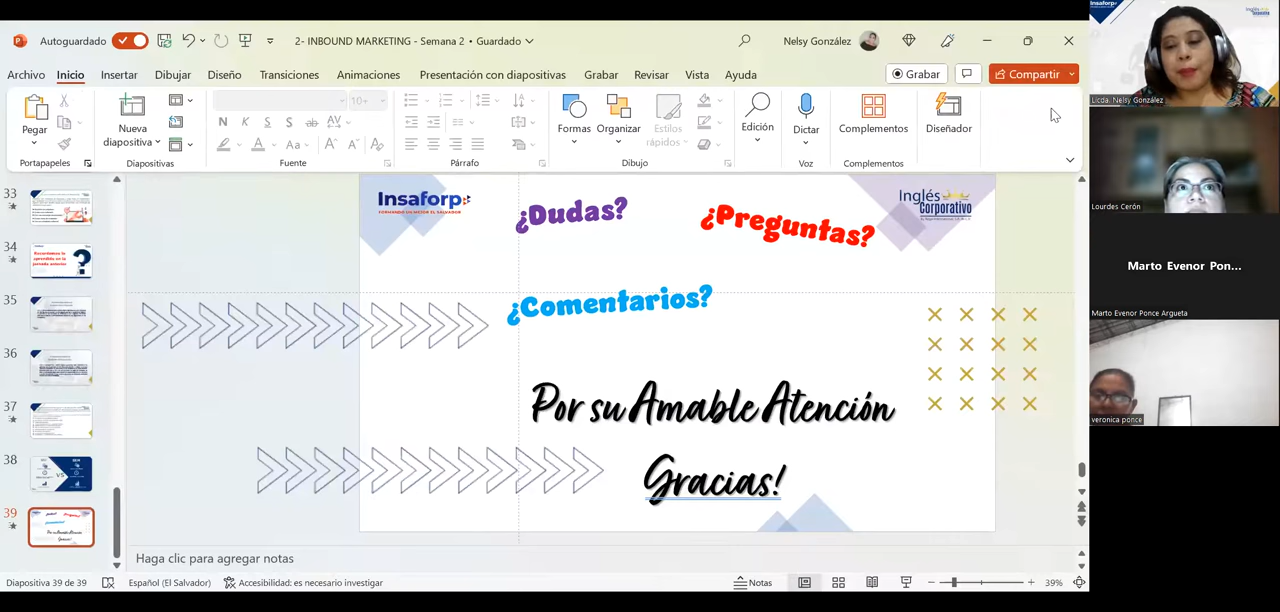 Autoguardado
2- INBOUND MARKETING - Semana 2 • Guardado
Nelsy González
Archivo Inicio Insertar Dibujar Diseño Transiciones Animaciones Presentación con diapositivas Grabar Revisar Vista Ayuda
Grabar
Compartir
Pegar
Nueva diapositiva
10+
N K S S ab AV
A Aa A A A
Formas
Organizar
Estilos rápidos
Edición
Dictar
Complementos
Diseñador
Portapapeles
Diapositivas
Fuente
Párrafo
Dibujo
Voz
Complementos
33
34
35
36
37
38
39
Insaforp
FORMANDO UN MEJOR EL SALVADOR
Inglés
Corporativo
¿Dudas?
¿Preguntas?
¿Comentarios?
Por su Amable Atención
Gracias!
Haga clic para agregar notas
Diapositiva 39 de 39
Español (El Salvador)
Accesibilidad: es necesario investigar
Notas
39%
Insaforp
Licda. Nelsy González
Lourdes Cerón
Marto Evenor Pon...
Marto Evenor Ponce Argueta
veronica ponce